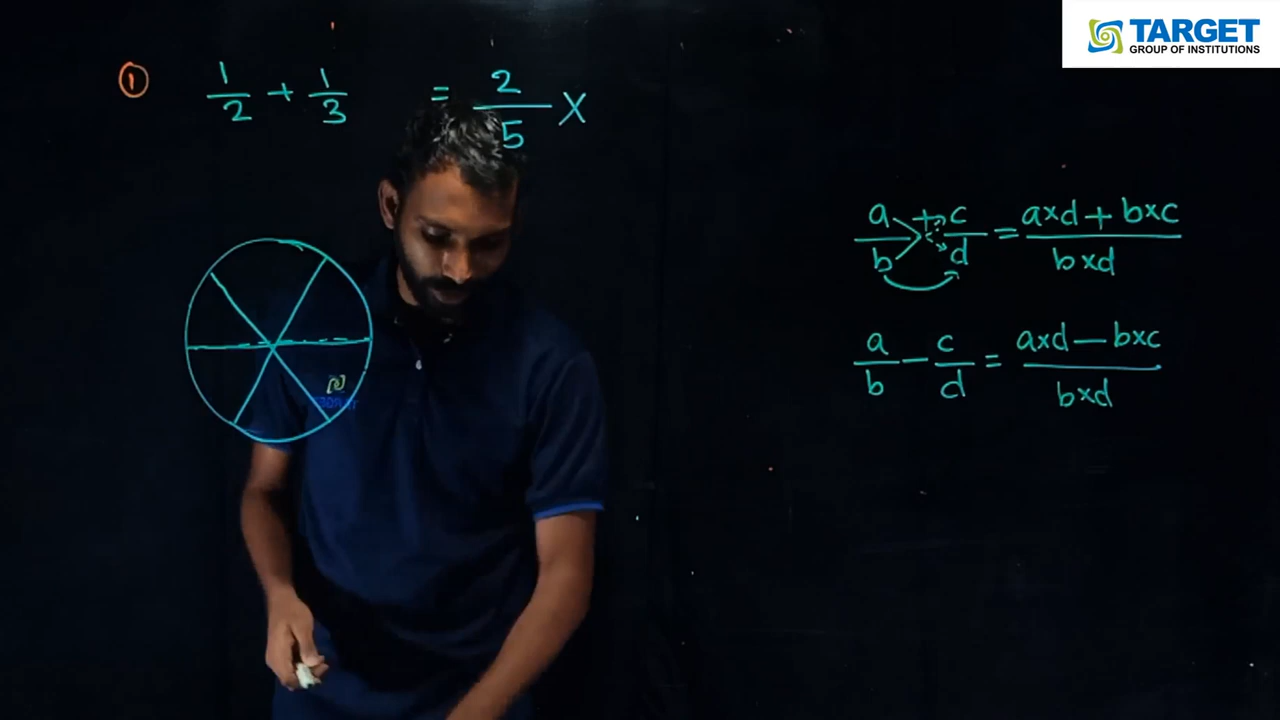 TARGET
GROUP OF INSTITUTIONS
① 1/2 + 1/3 = 2/5 X
a/b + c/d = a×d + b×c / b×d
a/b − c/d = a×d − b×c / b×d